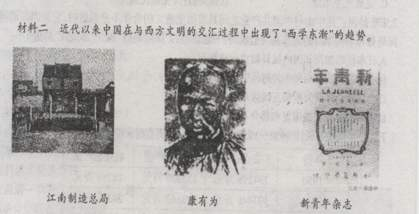 材料二 近代以来中国在与西方文明的交汇过程中出现了“西学东渐”的趋势。
年青新
LA JEUNESSE
江南制造总局
康有为
新青年杂志